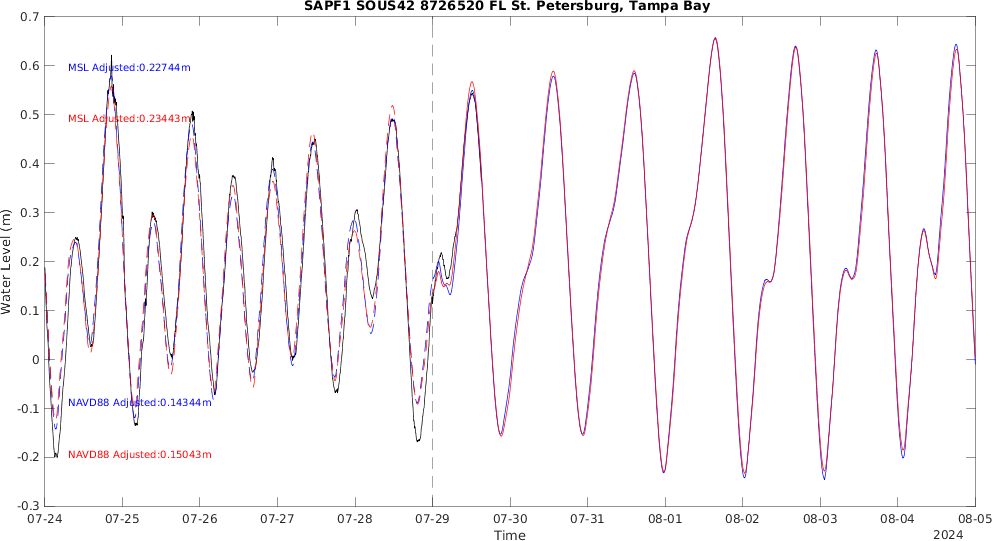 SAPF1 SOUS42 8726520 FL St. Petersburg, Tampa Bay
0.7
0.6
0.5
0.4
0.3
0.2
0.1
0
-0.1
-0.2
-0.3
Water Level (m)
MSL Adjusted:0.22744m
MSL Adjusted:0.23443m
NAVD88 Adjusted:0.14344m
NAVD88 Adjusted:0.15043m
07-24 07-25 07-26 07-27 07-28 07-29 07-30 07-31 08-01 08-02 08-03 08-04 08-05
Time
2024